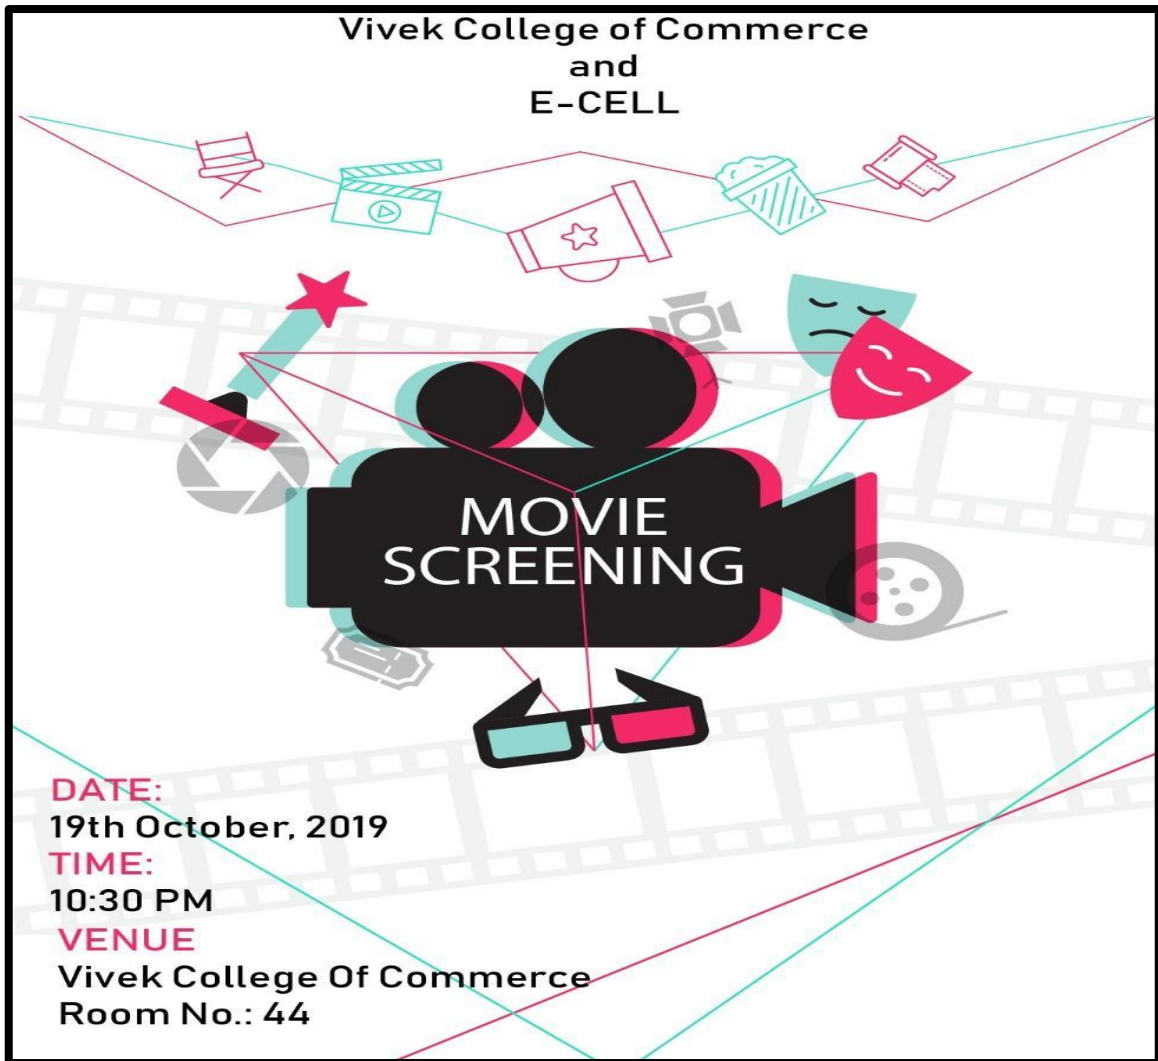 Vivek College of Commerce
and
E-CELL
MOVIE
SCREENING
DATE:
19th October, 2019
TIME:
10:30 PM
VENUE
Vivek College Of Commerce
Room No.: 44